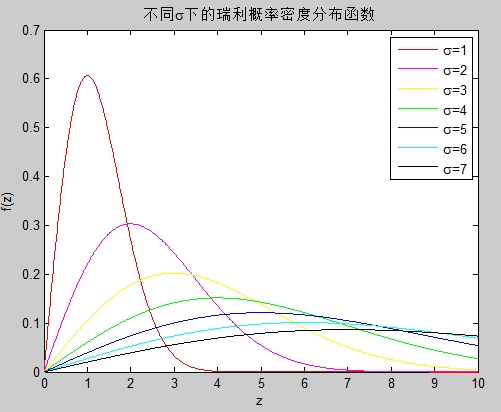 不同σ下的瑞利概率密度分布函数
0.7
0.6
0.5
0.4
0.3
0.2
0.1
0
f(z)
σ=1
σ=2
σ=3
σ=4
σ=5
σ=6
σ=7
0 1 2 3 4 5 6 7 8 9 10
z